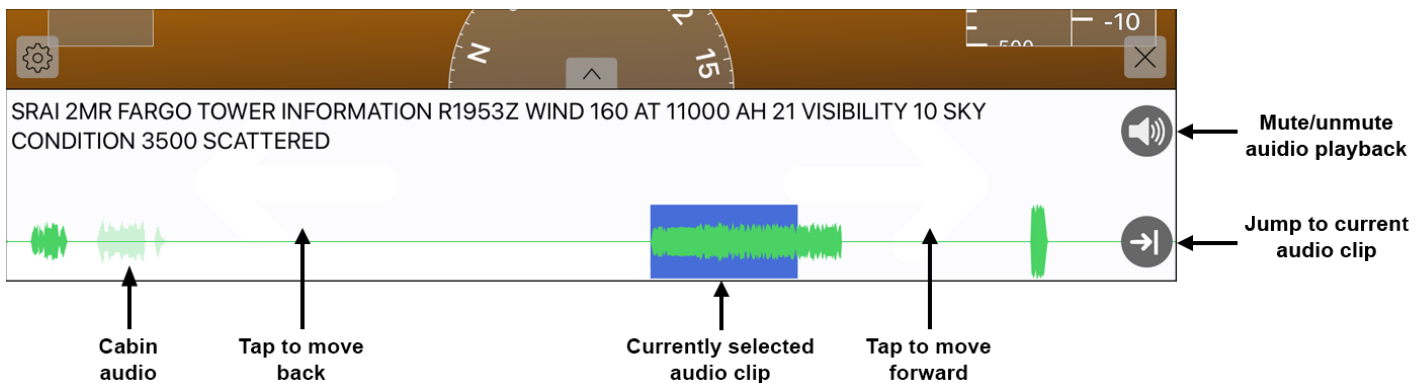 N
12
15
500
-10
SRAI 2MR FARGO TOWER INFORMATION R1953Z WIND 160 AT 11000 AH 21 VISIBILITY 10 SKY
CONDITION 3500 SCATTERED
Mute/unmute
auidio playback
Jump to current
audio clip
Cabin
audio
Tap to move
back
Currently selected
audio clip
Tap to move
forward